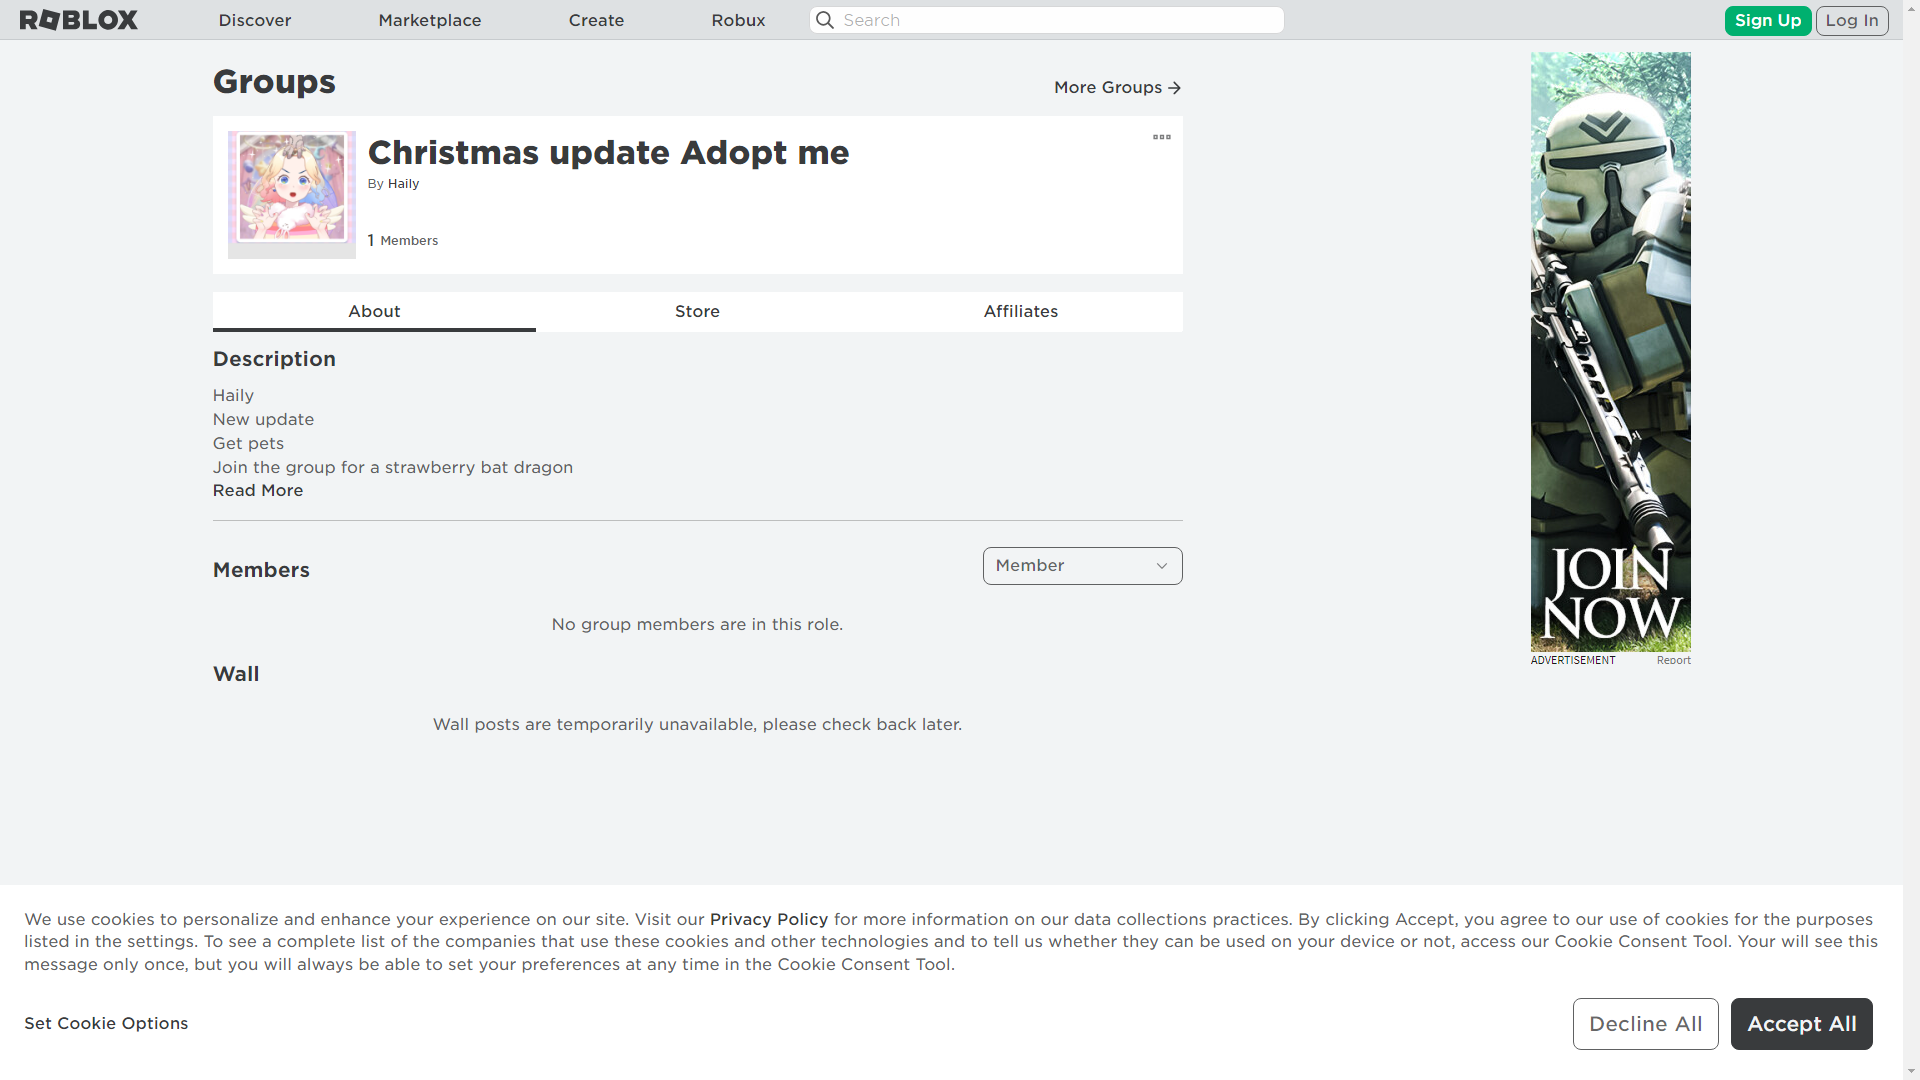 ROBLOX
Discover
Marketplace
Create
Robux
Search
Sign Up
Log In
Groups
More Groups
Christmas update Adopt me
By Haily
1 Members
About
Store
Affiliates
Description
Haily
New update
Get pets
Join the group for a strawberry bat dragon
Read More
Members
Member
No group members are in this role.
Wall
Wall posts are temporarily unavailable, please check back later.
JOIN
NOW
ADVERTISEMENT
Report
We use cookies to personalize and enhance your experience on our site. Visit our Privacy Policy for more information on our data collections practices. By clicking Accept, you agree to our use of cookies for the purposes
listed in the settings. To see a complete list of the companies that use these cookies and other technologies and to tell us whether they can be used on your device or not, access our Cookie Consent Tool. Your will see this
message only once, but you will always be able to set your preferences at any time in the Cookie Consent Tool.
Set Cookie Options
Decline All
Accept All